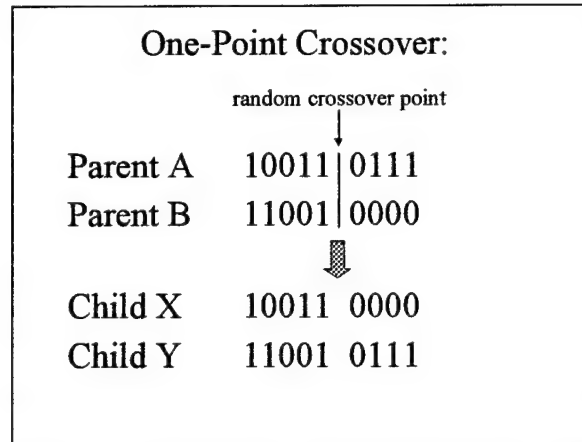 One-Point Crossover:
random crossover point
Parent A 10011 0111
Parent B 11001 0000
Child X 10011 0000
Child Y 11001 0111